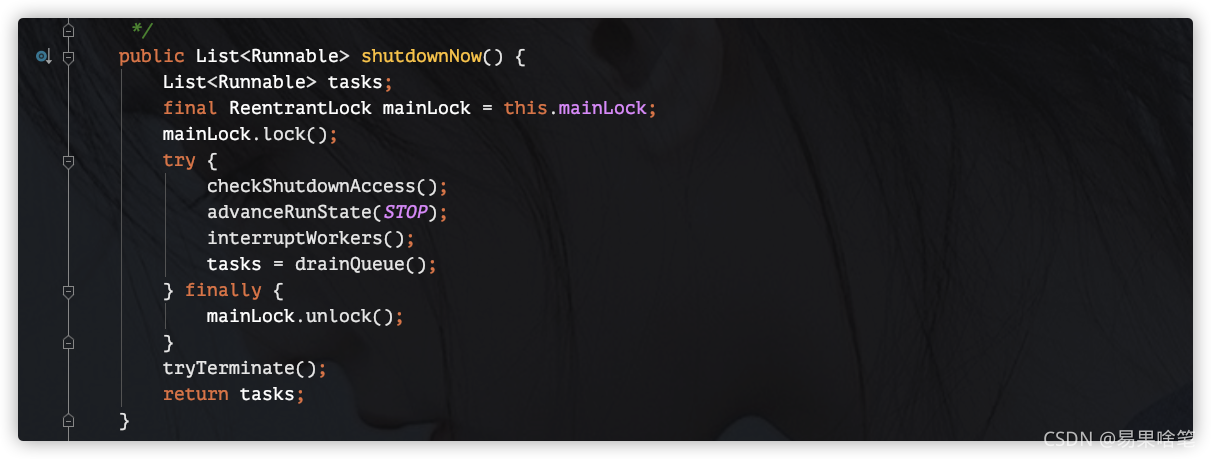 */
public List<Runnable> shutdownNow() {
List<Runnable> tasks;
final ReentrantLock mainLock = this.mainLock;
mainLock.lock();
try {
checkShutdownAccess();
advanceRunState(STOP);
interruptWorkers();
tasks = drainQueue();
} finally {
mainLock.unlock();
}
tryTerminate();
return tasks;
}
CSDN @易果啥笔